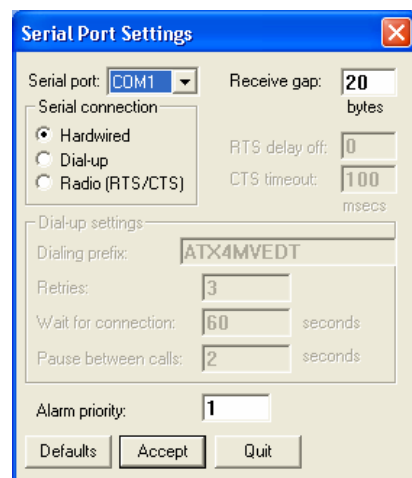 Serial Port Settings
Serial port: COM1
Receive gap: 20
bytes
Serial connection
Hardwired
Dial-up
Radio (RTS/CTS)
RTS delay off: 0
CTS timeout: 100
msecs
Dial-up settings
Dialing prefix: ATX4MVEDT
Retries: 3
Wait for connection: 60 seconds
Pause between calls: 2 seconds
Alarm priority: 1
Defaults Accept Quit